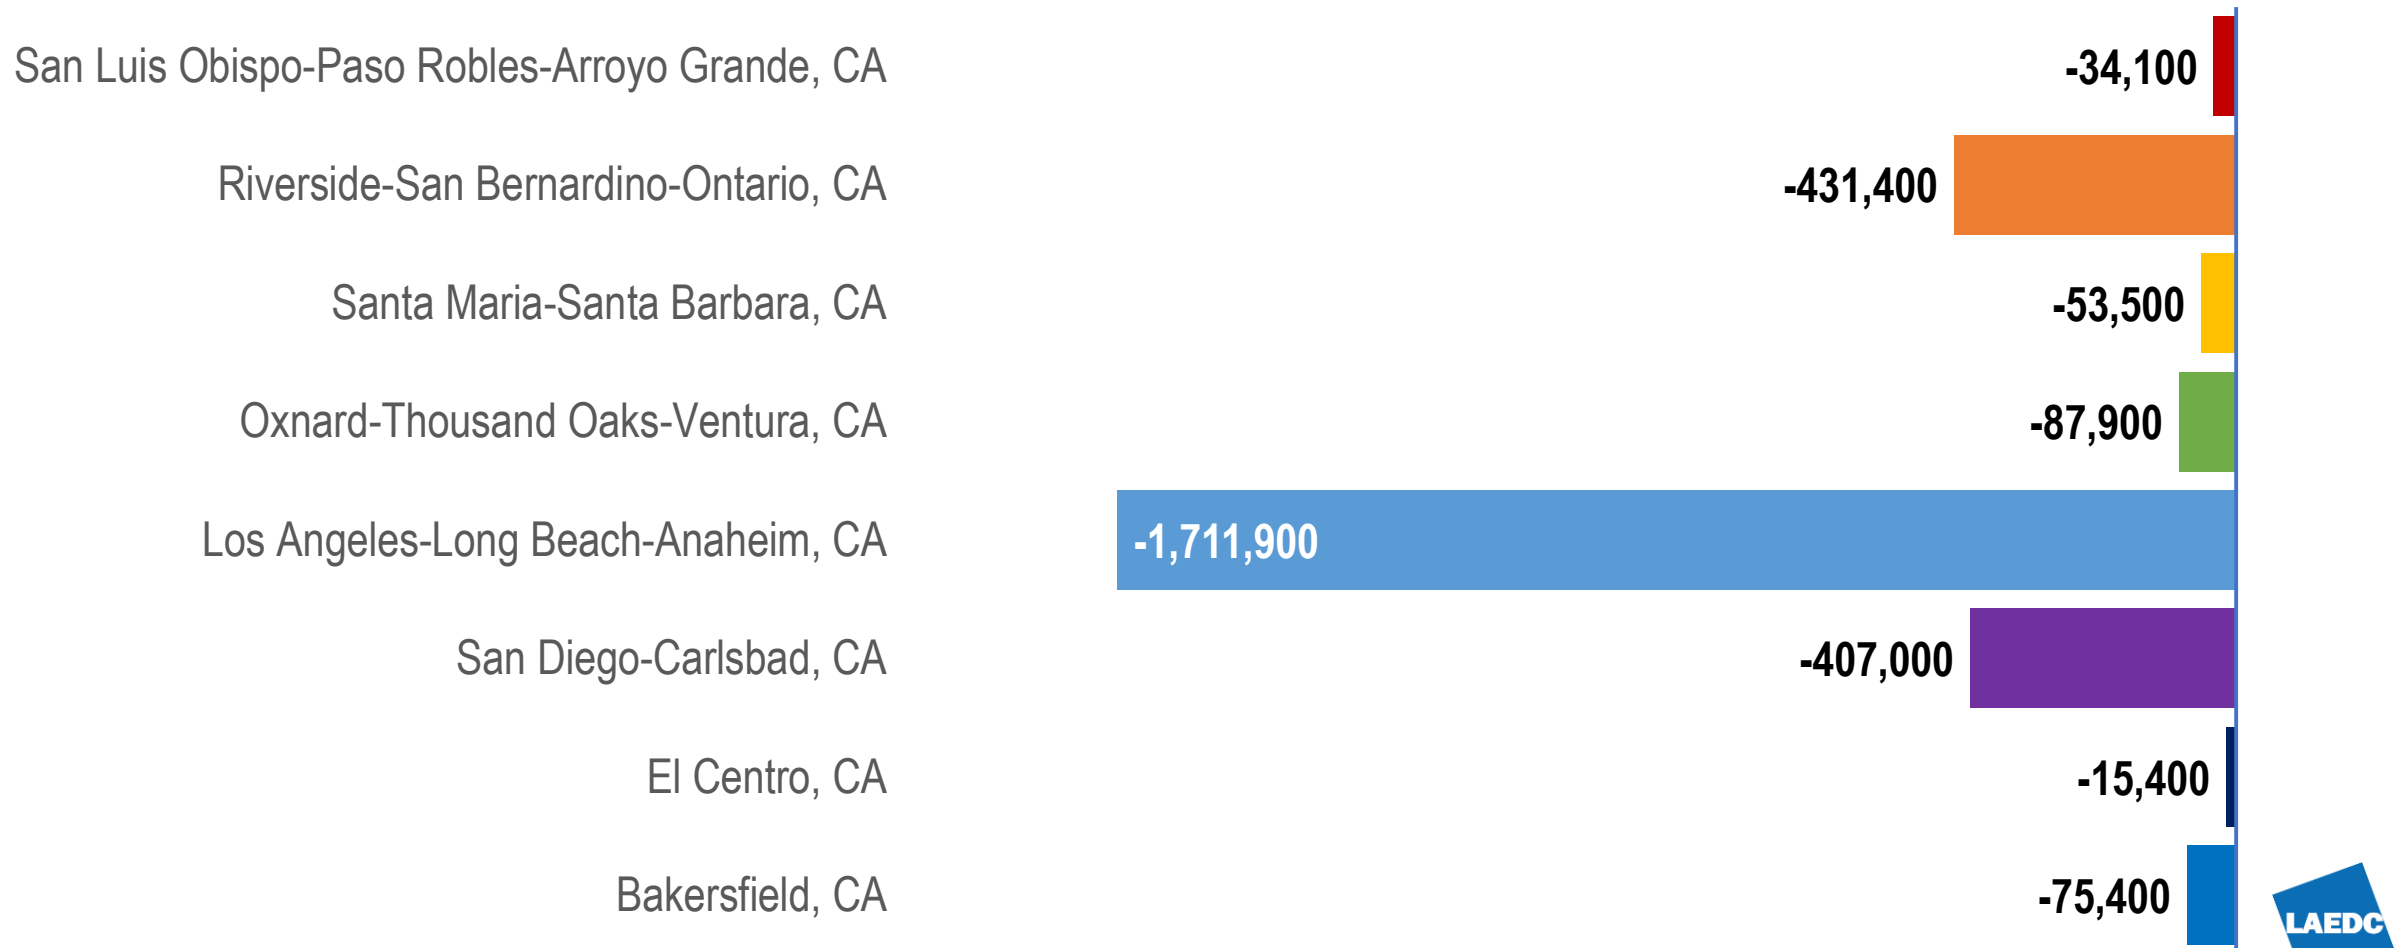 San Luis Obispo-Paso Robles-Arroyo Grande, CA -34,100
Riverside-San Bernardino-Ontario, CA -431,400
Santa Maria-Santa Barbara, CA -53,500
Oxnard-Thousand Oaks-Ventura, CA -87,900
Los Angeles-Long Beach-Anaheim, CA -1,711,900
San Diego-Carlsbad, CA -407,000
El Centro, CA -15,400
Bakersfield, CA -75,400
LAEDC